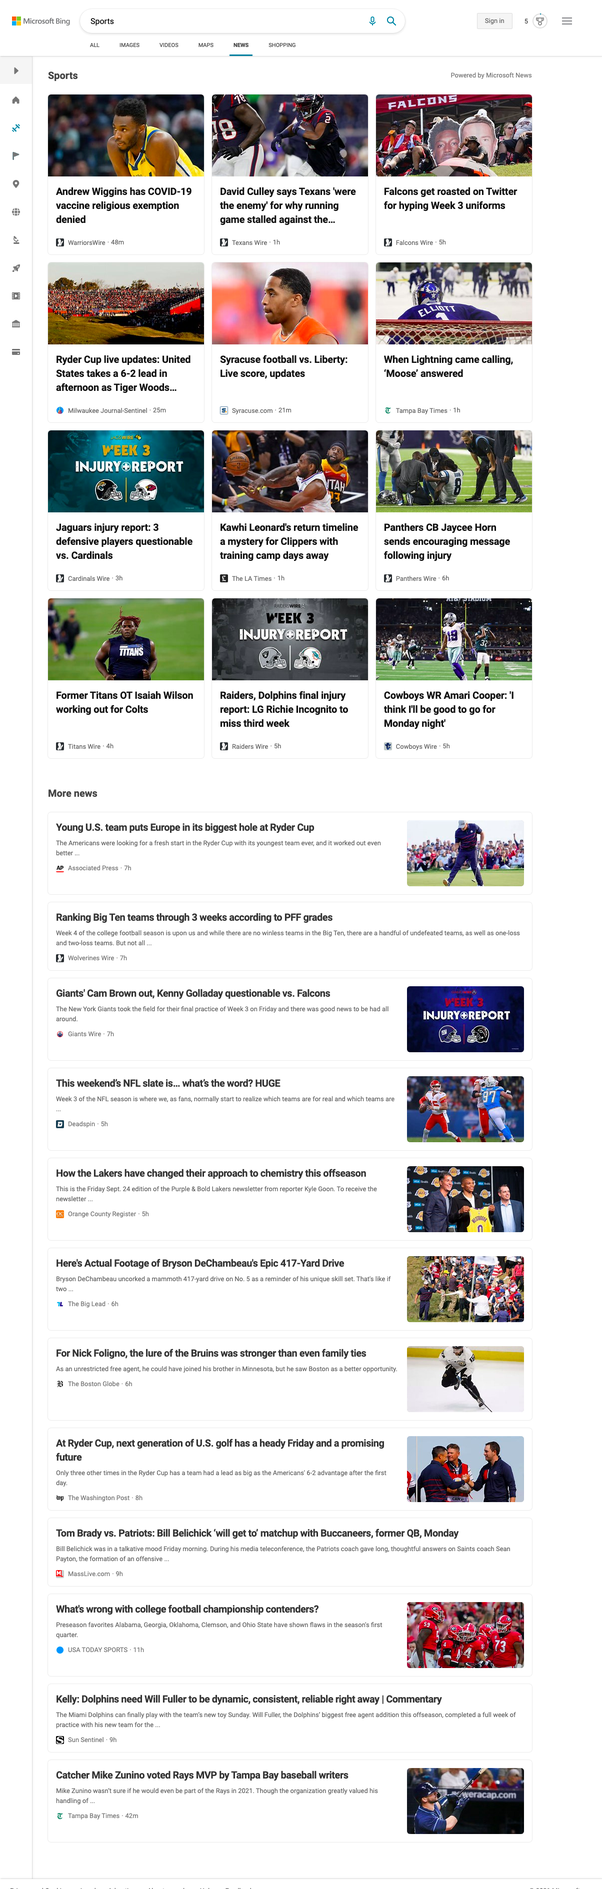 Microsoft Bing
Sports
Sign in
5
ALL
IMAGES
VIDEOS
MAPS
NEWS
SHOPPING
Sports
Powered by Microsoft News
FALCONS
Andrew Wiggins has COVID-19
vaccine religious exemption
denied
WarriorsWire · 48m
David Culley says Texans 'were
the enemy' for why running
game stalled against the...
Texans Wire · 1h
Falcons get roasted on Twitter
for hyping Week 3 uniforms
Falcons Wire · 5h
ELLIOTT
Ryder Cup live updates: United
States takes a 6-2 lead in
afternoon as Tiger Woods...
Milwaukee Journal-Sentinel · 25m
Syracuse football vs. Liberty:
Live score, updates
Syracuse.com · 21m
When Lightning came calling,
‘Moose’ answered
Tampa Bay Times · 1h
WEEK 3
INJURY+REPORT
UTAH
Jaguars injury report: 3
defensive players questionable
vs. Cardinals
Cardinals Wire · 3h
Kawhi Leonard's return timeline
a mystery for Clippers with
training camp days away
The LA Times · 1h
Panthers CB Jaycee Horn
sends encouraging message
following injury
Panthers Wire · 6h
TITANS
WEEK 3
INJURY+REPORT
19
Former Titans OT Isaiah Wilson
working out for Colts
Titans Wire · 4h
Raiders, Dolphins final injury
report: LG Richie Incognito to
miss third week
Raiders Wire · 5h
Cowboys WR Amari Cooper: 'I
think I'll be good to go for
Monday night'
Cowboys Wire · 5h
More news
Young U.S. team puts Europe in its biggest hole at Ryder Cup
The Americans were looking for a fresh start in the Ryder Cup with its youngest team ever, and it worked out even
better ...
AP Associated Press · 7h
Ranking Big Ten teams through 3 weeks according to PFF grades
Week 4 of the college football season is upon us and while there are no winless teams in the Big Ten, there are a handful of undefeated teams, as well as one-loss
and two-loss teams. But not all ...
Wolverines Wire · 7h
Giants' Cam Brown out, Kenny Golladay questionable vs. Falcons
The New York Giants took the field for their final practice of Week 3 on Friday and there was good news to be had all
around.
Giants Wire · 7h
WEEK 3
INJURY+REPORT
This weekend’s NFL slate is... what’s the word? HUGE
Week 3 of the NFL season is where we, as fans, normally start to realize which teams are for real and which teams are
...
Deadspin · 5h
97
How the Lakers have changed their approach to chemistry this offseason
This is the Friday Sept. 24 edition of the Purple & Bold Lakers newsletter from reporter Kyle Goon. To receive the
newsletter ...
Orange County Register · 5h
0
Here's Actual Footage of Bryson DeChambeau's Epic 417-Yard Drive
Bryson DeChambeau uncorked a mammoth 417-yard drive on No. 5 as a reminder of his unique skill set. That's like if
two ...
The Big Lead · 6h
For Nick Foligno, the lure of the Bruins was stronger than even family ties
As an unrestricted free agent, he could have joined his brother in Minnesota, but he saw Boston as a better opportunity.
The Boston Globe · 6h
At Ryder Cup, next generation of U.S. golf has a heady Friday and a promising
future
Only three other times in the Ryder Cup has a team had a lead as big as the Americans' 6-2 advantage after the first
day.
wp The Washington Post · 8h
Tom Brady vs. Patriots: Bill Belichick ‘will get to’ matchup with Buccaneers, former QB, Monday
Bill Belichick was in a talkative mood Friday morning. During his media teleconference, the Patriots coach gave long, thoughtful answers on Saints coach Sean
Payton, the formation of an offensive ...
MassLive.com · 9h
What's wrong with college football championship contenders?
Preseason favorites Alabama, Georgia, Oklahoma, Clemson, and Ohio State have shown flaws in the season's first
quarter.
USA TODAY SPORTS · 11h
73
Kelly: Dolphins need Will Fuller to be dynamic, consistent, reliable right away | Commentary
The Miami Dolphins can finally play with the team's new toy Sunday. Will Fuller, the Dolphins' biggest free agent addition this offseason, completed a full week of
practice with his new team for the ...
Sun Sentinel · 9h
Catcher Mike Zunino voted Rays MVP by Tampa Bay baseball writers
Mike Zunino wasn't sure if he would even be part of the Rays in 2021. Though the organization greatly valued his
handling of ...
Tampa Bay Times · 42m
eracap.com